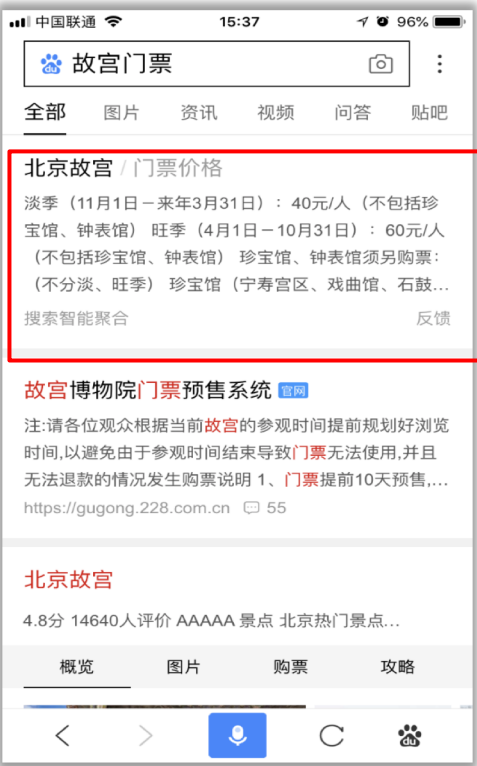 中国联通 15:37 96%
du 故宫门票
全部 图片 资讯 视频 问答 贴吧
北京故宫 / 门票价格
淡季（11月1日－来年3月31日）：40元/人（不包括珍
宝馆、钟表馆） 旺季（4月1日－10月31日）：60元/人
（不包括珍宝馆、钟表馆） 珍宝馆、钟表馆须另购票：
（不分淡、旺季） 珍宝馆（宁寿宫区、戏曲馆、石鼓...
搜索智能聚合 反馈
故宫博物院门票预售系统 官网
注:请各位观众根据当前故宫的参观时间提前规划好浏览
时间,以避免由于参观时间结束导致门票无法使用,并且
无法退款的情况发生购票说明 1、门票提前10天预售,...
https://gugong.228.com.cn 55
北京故宫
4.8分 14640人评价 AAAAA 景点 北京热门景点...
概览 图片 购票 攻略
du